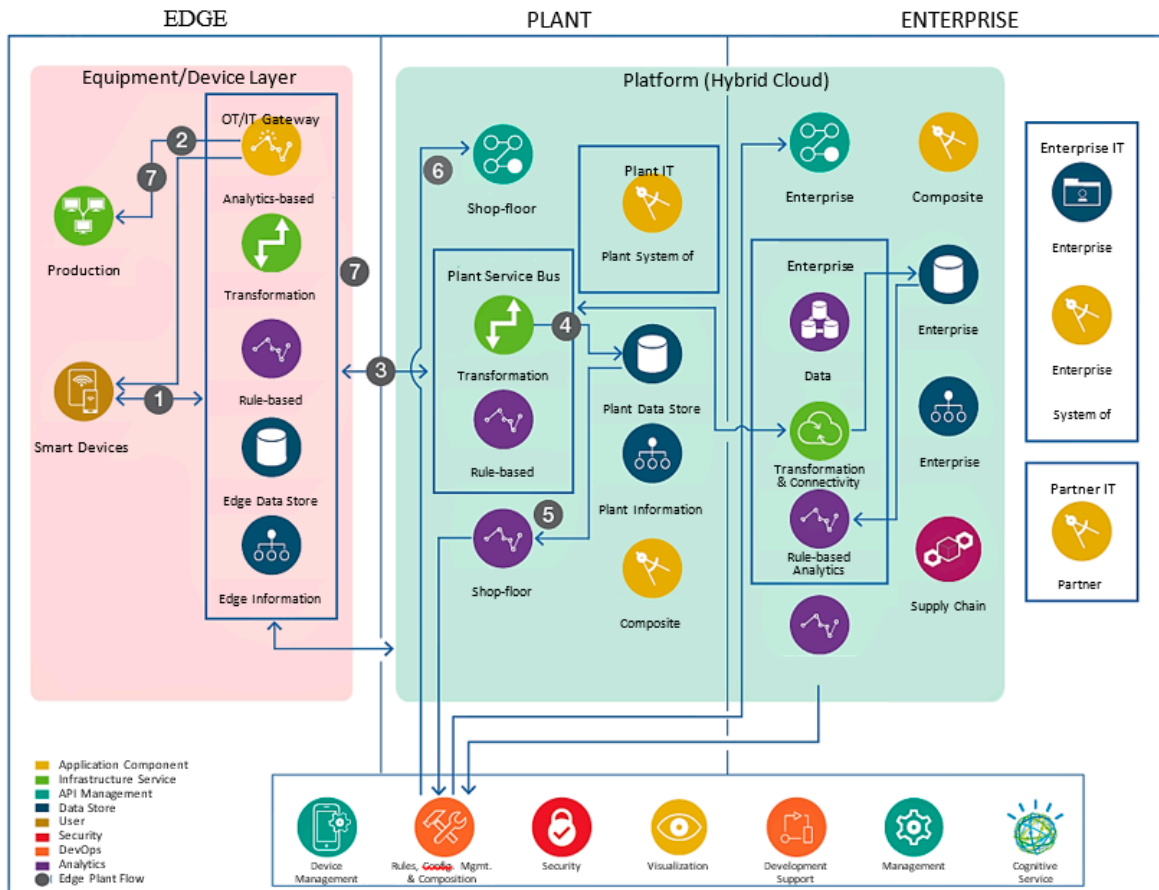 EDGE
PLANT
ENTERPRISE
Equipment/Device Layer
Platform (Hybrid Cloud)
OT/IT Gateway
2
7
Analytics-based
Production
Transformation
7
Rule-based
1
Smart Devices
Edge Data Store
Edge Information
3
6
Shop-floor
Plant IT
Plant System of
Plant Service Bus
4
Transformation
Plant Data Store
Rule-based
Plant Information
5
Shop-floor
Composite
Enterprise
Composite
Enterprise
Data
Enterprise
Transformation
& Connectivity
Enterprise
Rule-based
Analytics
Supply Chain
Enterprise IT
Enterprise
Enterprise
System of
Partner IT
Partner
Application Component
Infrastructure Service
API Management
Data Store
User
Security
DevOps
Analytics
Edge Plant Flow
Device
Management
Rules, Config. Mgmt.
& Composition
Security
Visualization
Development
Support
Management
Cognitive
Service